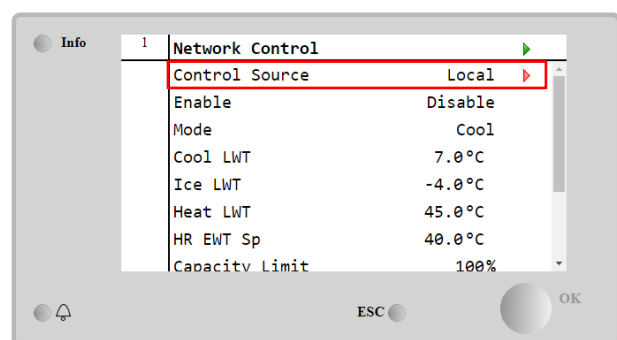 Info
1 Network Control
Control Source Local
Enable Disable
Mode Cool
Cool LWT 7.0°C
Ice LWT -4.0°C
Heat LWT 45.0°C
HR EWT Sp 40.0°C
Capacity Limit 100%
ESC OK